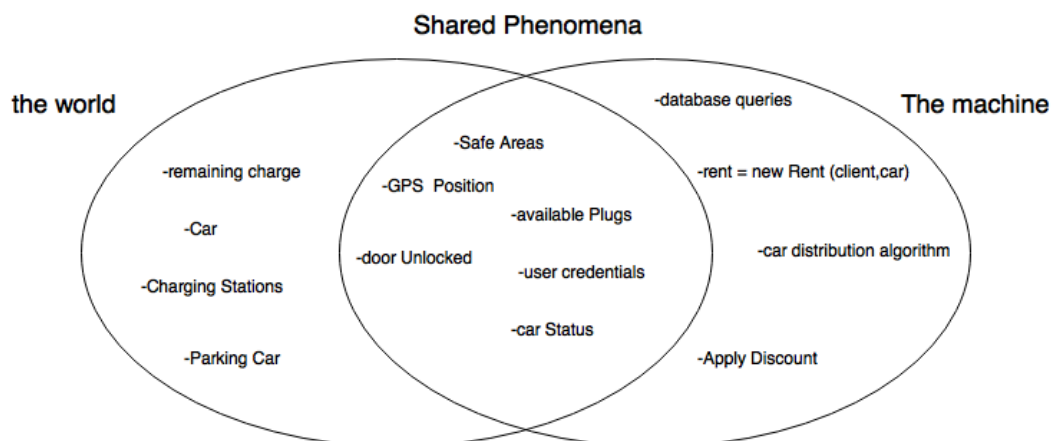 Shared Phenomena
the world
The machine
-database queries
-Safe Areas
-remaining charge
-GPS  Position
-rent = new Rent (client,car)
-available Plugs
-Car
-door Unlocked
-car distribution algorithm
-user credentials
-Charging Stations
-car Status
-Parking Car
-Apply Discount